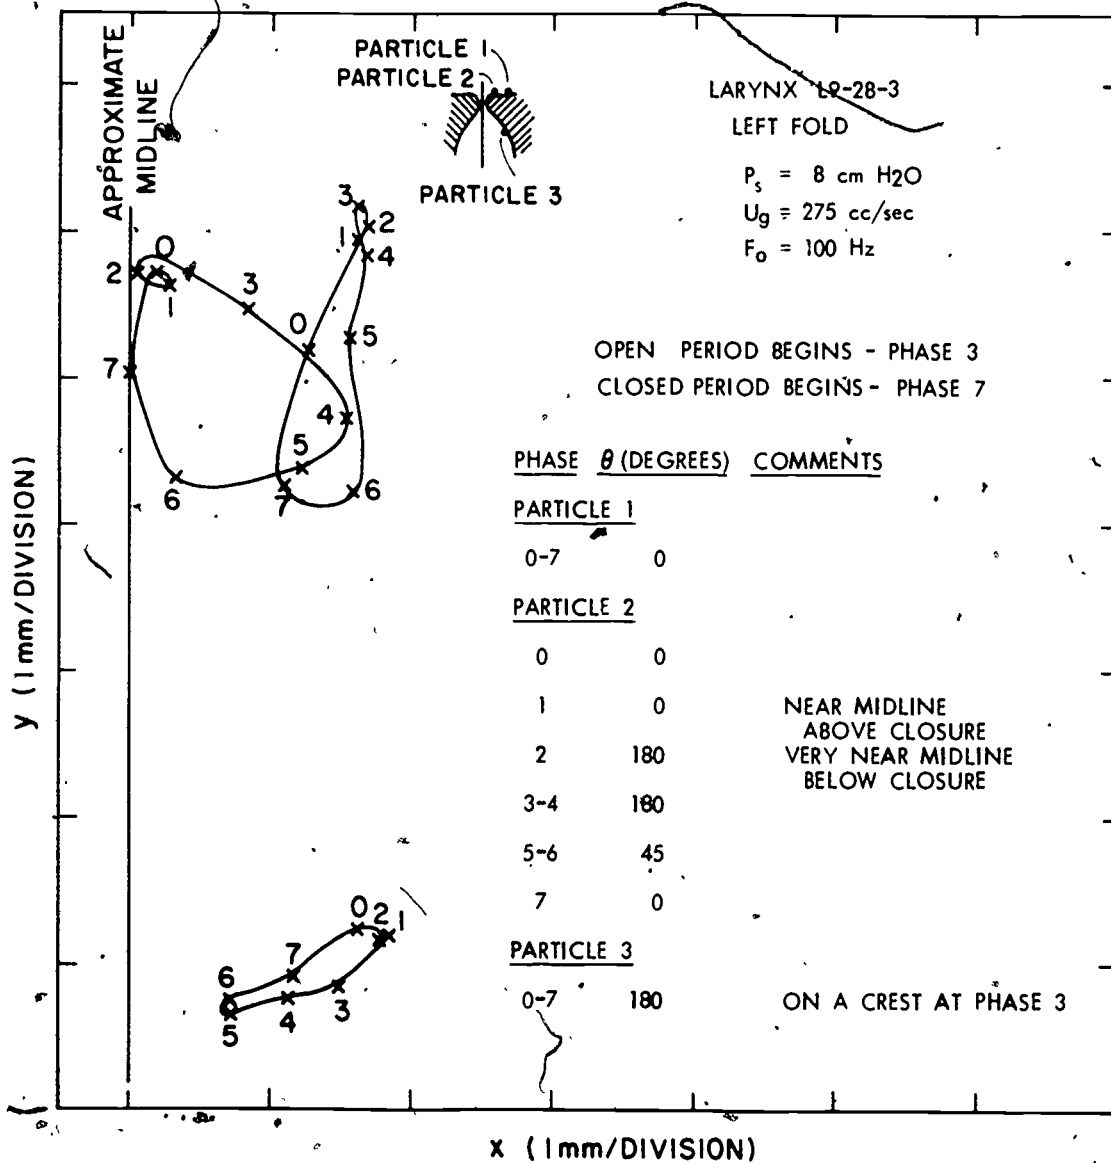 APPROXIMATE
MIDLINE
PARTICLE 1
PARTICLE 2
PARTICLE 3
LARYNX L2-28-3
LEFT FOLD
Ps = 8 cm H2O
Ug = 275 cc/sec
Fo = 100 Hz
3
2
1
4
0
5
6
7
2
0
1
3
7
4
5
6
OPEN PERIOD BEGINS - PHASE 3
CLOSED PERIOD BEGINS - PHASE 7
PHASE θ (DEGREES) COMMENTS
PARTICLE 1
0-7 0
PARTICLE 2
0 0
1 0 NEAR MIDLINE
ABOVE CLOSURE
2 180 VERY NEAR MIDLINE
BELOW CLOSURE
3-4 180
5-6 45
7 0
PARTICLE 3
0-7 180 ON A CREST AT PHASE 3
0 2 1
7
6
5 4 3
y (1mm/DIVISION)
x (1mm/DIVISION)